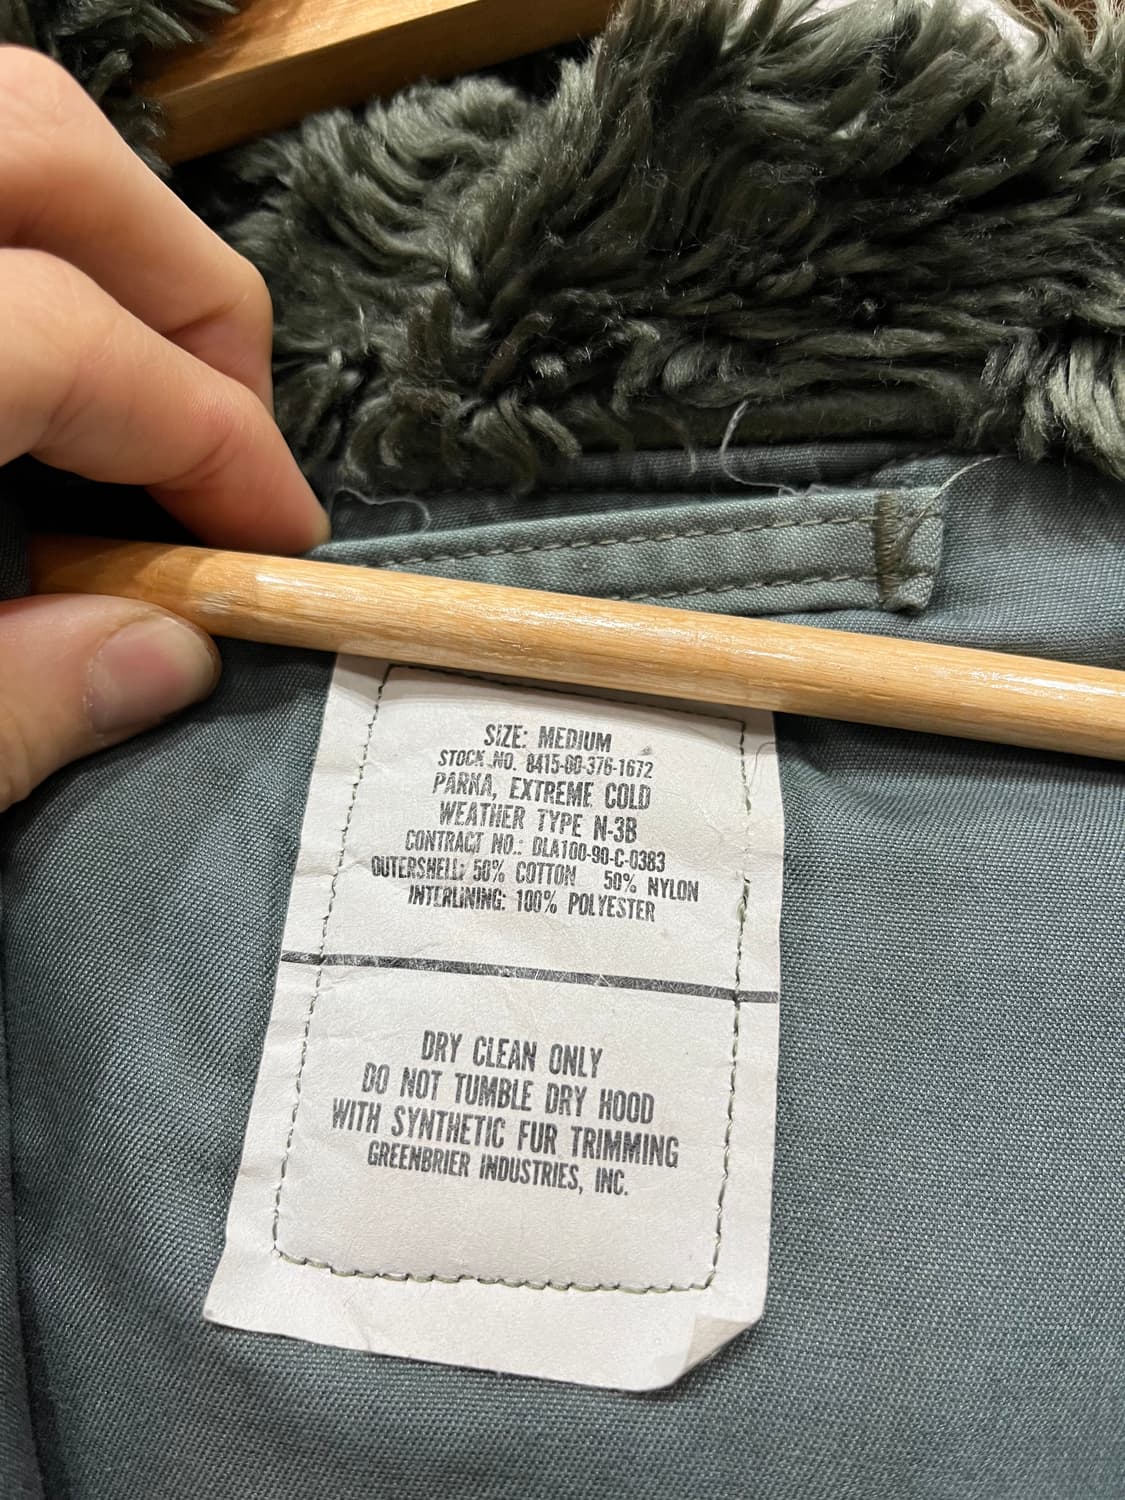 SIZE: MEDIUM
STOCK NO. 8415-00-376-1672
PARKA, EXTREME COLD
WEATHER TYPE N-3B
CONTRACT NO.: DLA100-90-C-0383
OUTERSHELL: 50% COTTON 50% NYLON
INTERLINING: 100% POLYESTER
DRY CLEAN ONLY
DO NOT TUMBLE DRY HOOD
WITH SYNTHETIC FUR TRIMMING
GREENBRIER INDUSTRIES, INC.